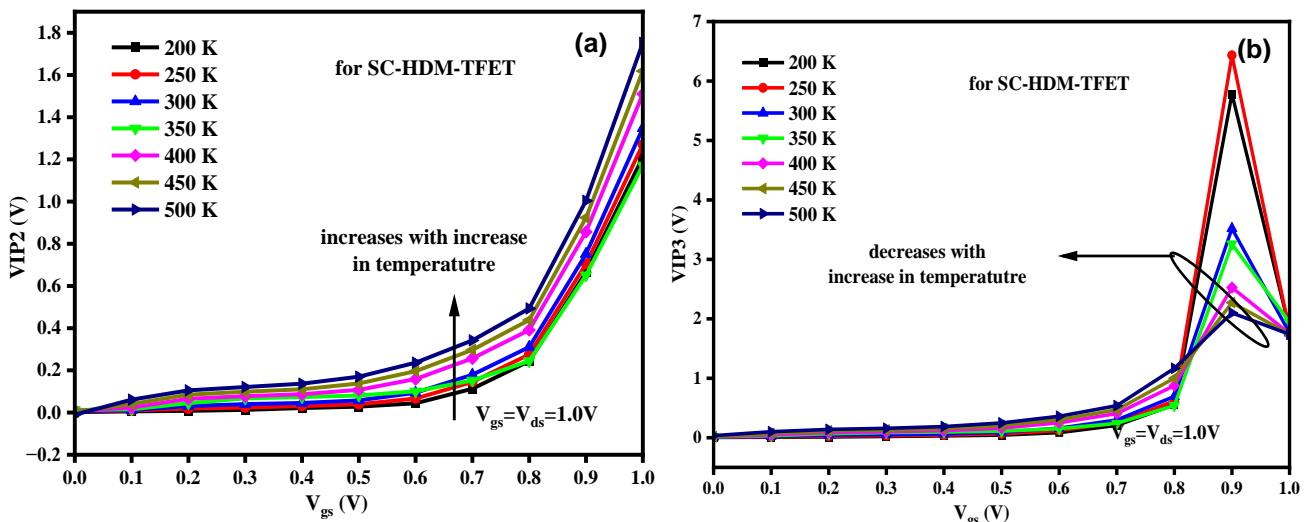 (a)
for SC-HDM-TFET
200 K
250 K
300 K
350 K
400 K
450 K
500 K
increases with increase
in temperatutre
Vgs=Vds=1.0V
1.8
1.6
1.4
1.2
1.0
0.8
0.6
0.4
0.2
0.0
−0.2
VIP2 (V)
0.0 0.1 0.2 0.3 0.4 0.5 0.6 0.7 0.8 0.9 1.0
Vgs (V)
(b)
for SC-HDM-TFET
200 K
250 K
300 K
350 K
400 K
450 K
500 K
decreases with
increase in temperatutre
Vgs=Vds=1.0V
7
6
5
4
3
2
1
0
VIP3 (V)
0.0 0.1 0.2 0.3 0.4 0.5 0.6 0.7 0.8 0.9 1.0
Vgs (V)